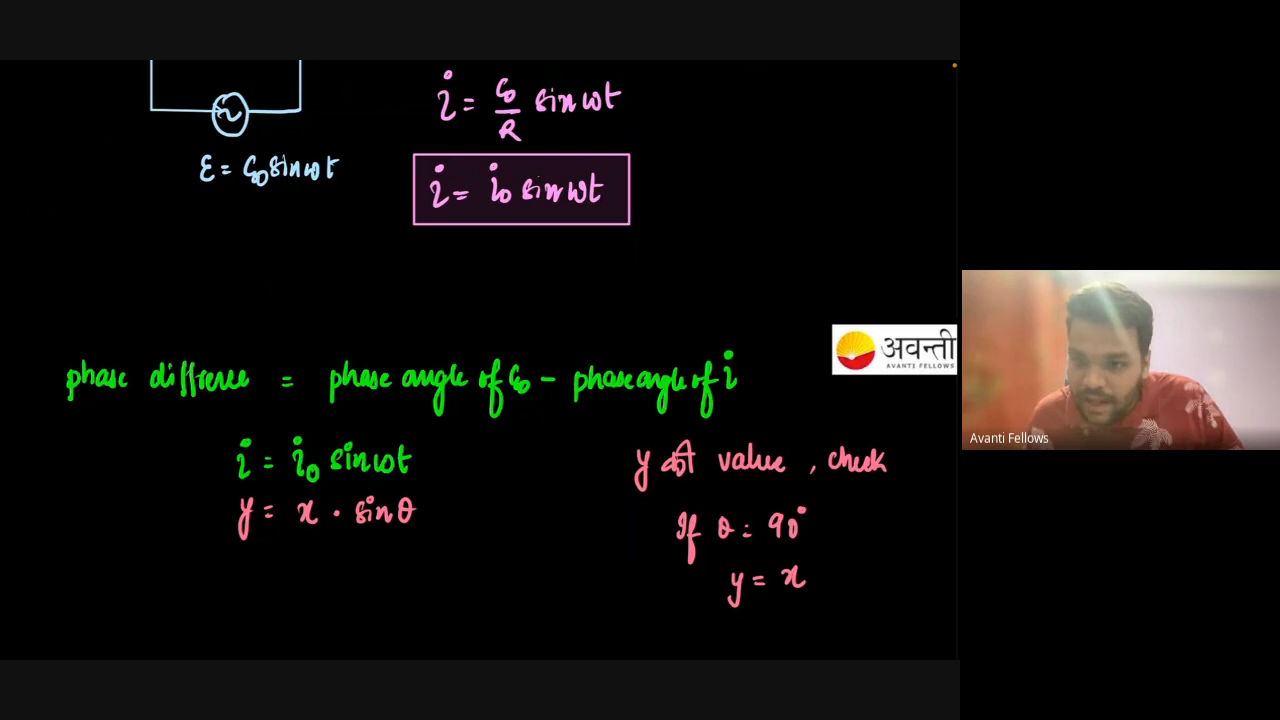 i = ε₀/R sin ωt
ε = ε₀ sin ωt
i = i₀ sin ωt
अवन्ती
AVANTI FELLOWS
phase diffrence = phase angle of ε₀ - phase angle of i
i = i₀ sin ωt
y = x · sin θ
y value , check
If θ = 90°
y = x
Avanti Fellows